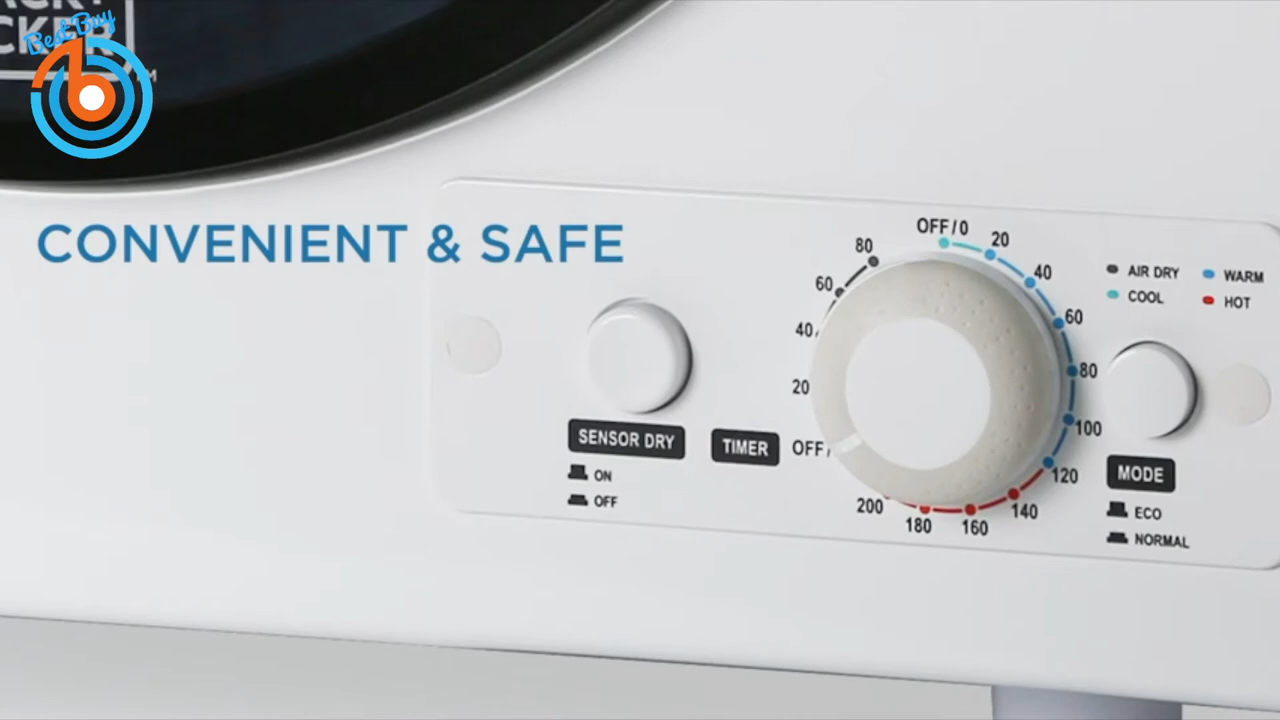 Best Buy
CKER
CONVENIENT & SAFE
SENSOR DRY
ON
OFF
TIMER
OFF/0
20
40
60
80
100
120
140
160
180
200
OFF/
20
40
60
80
AIR DRY
WARM
COOL
HOT
MODE
ECO
NORMAL